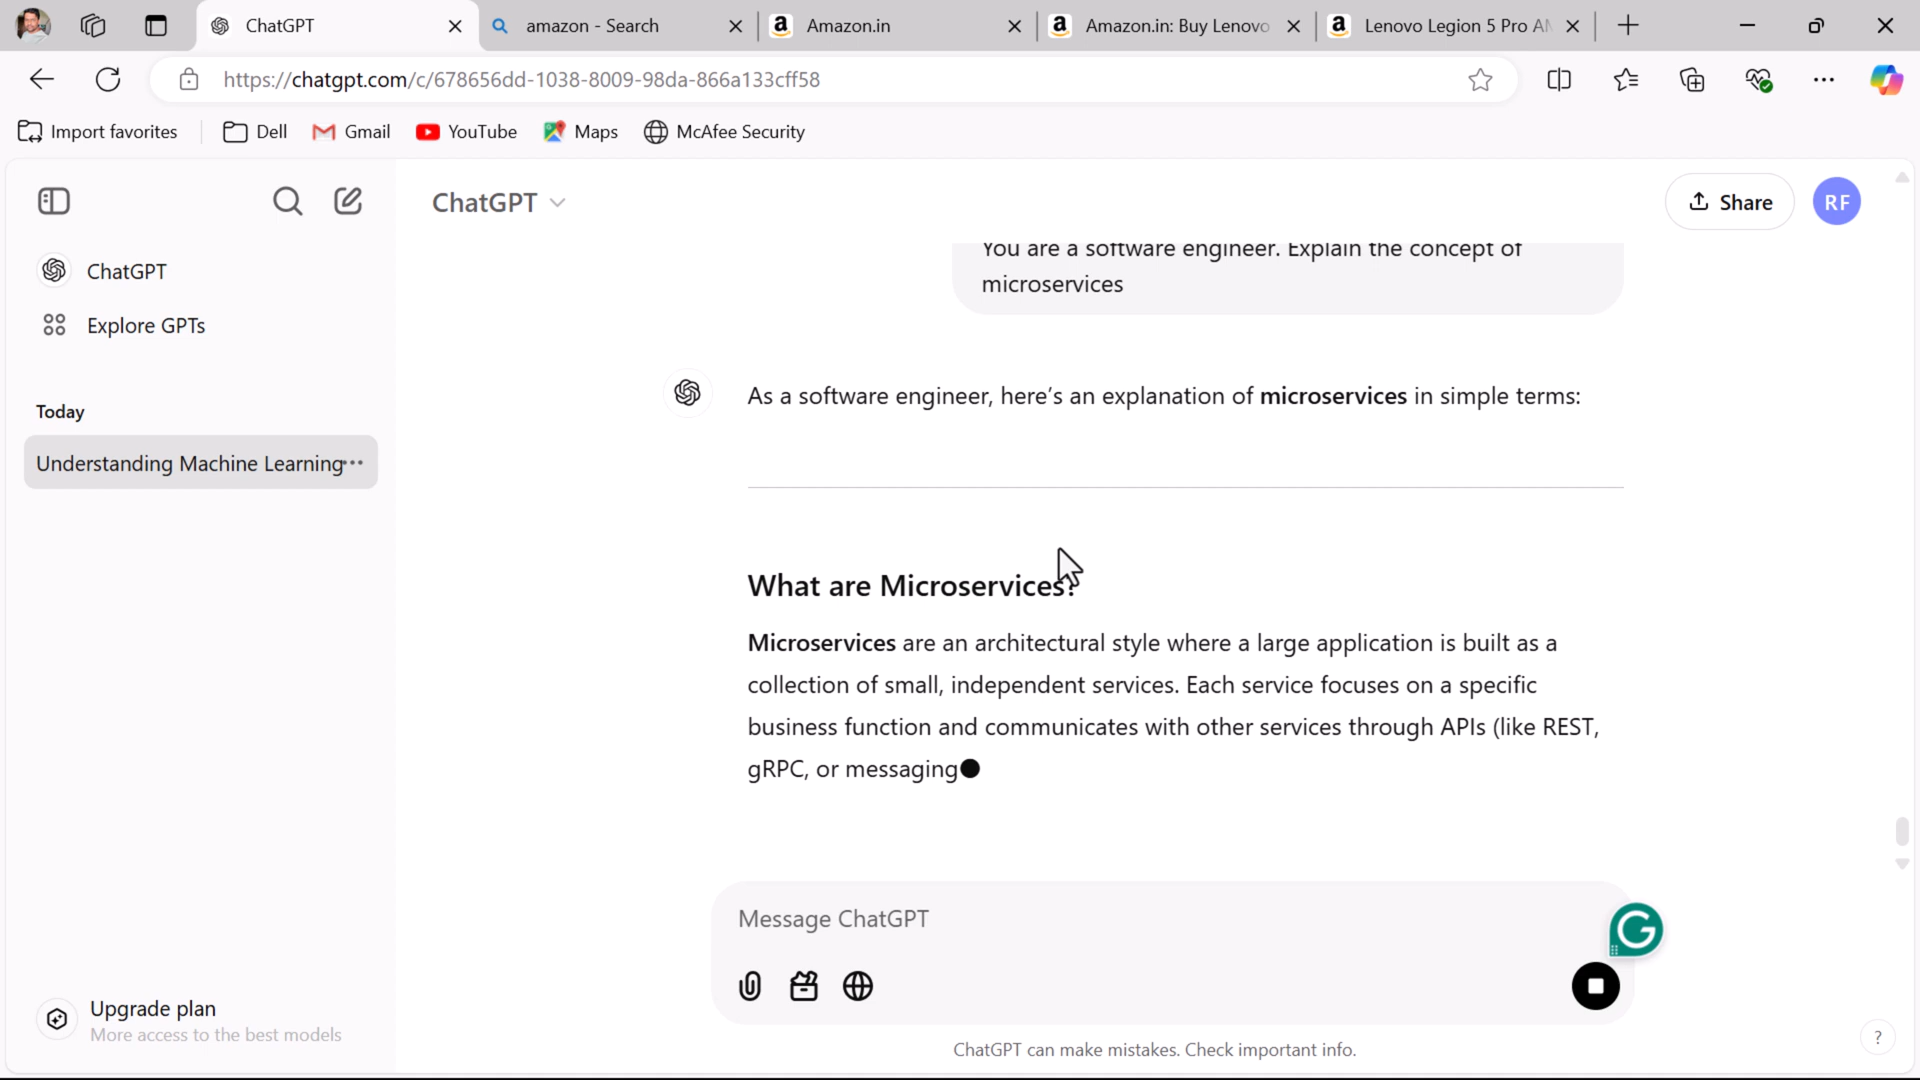 ChatGPT
amazon - Search
Amazon.in
Amazon.in: Buy Lenovo
Lenovo Legion 5 Pro AM
https://chatgpt.com/c/678656dd-1038-8009-98da-866a133cff58
Import favorites
Dell
Gmail
YouTube
Maps
McAfee Security
ChatGPT
Share
RF
ChatGPT
Explore GPTs
Today
Understanding Machine Learning
You are a software engineer. Explain the concept of
microservices
As a software engineer, here's an explanation of microservices in simple terms:
What are Microservices?
Microservices are an architectural style where a large application is built as a
collection of small, independent services. Each service focuses on a specific
business function and communicates with other services through APIs (like REST,
gRPC, or messaging
Message ChatGPT
Upgrade plan
More access to the best models
ChatGPT can make mistakes. Check important info.
?